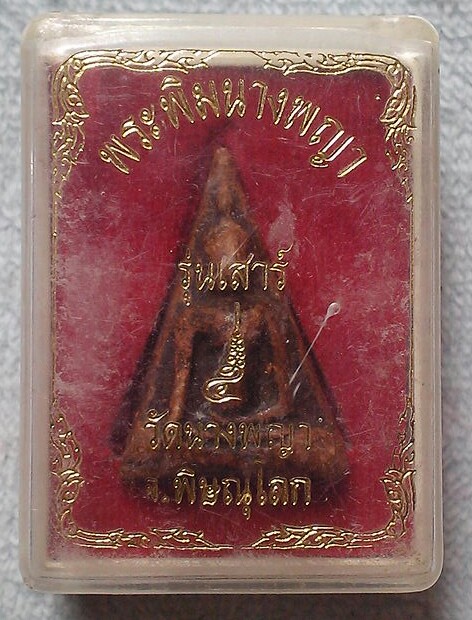 พระพิมนางพญา
รุ่นเสาร์
๕
วัดนางพญา
จ.พิษณุโลก